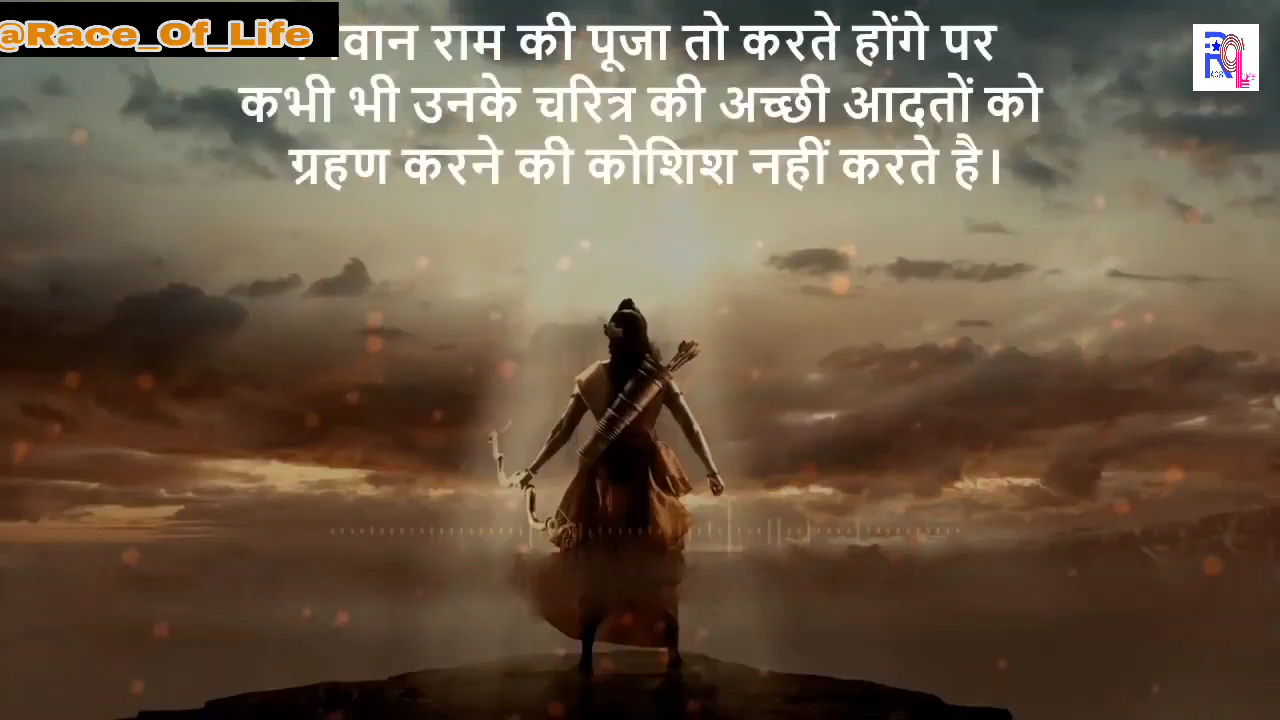 @Race_Of_Life
राम की पूजा तो करते होंगे पर
कभी भी उनके चरित्र की अच्छी आदतों को
ग्रहण करने की कोशिश नहीं करते है।